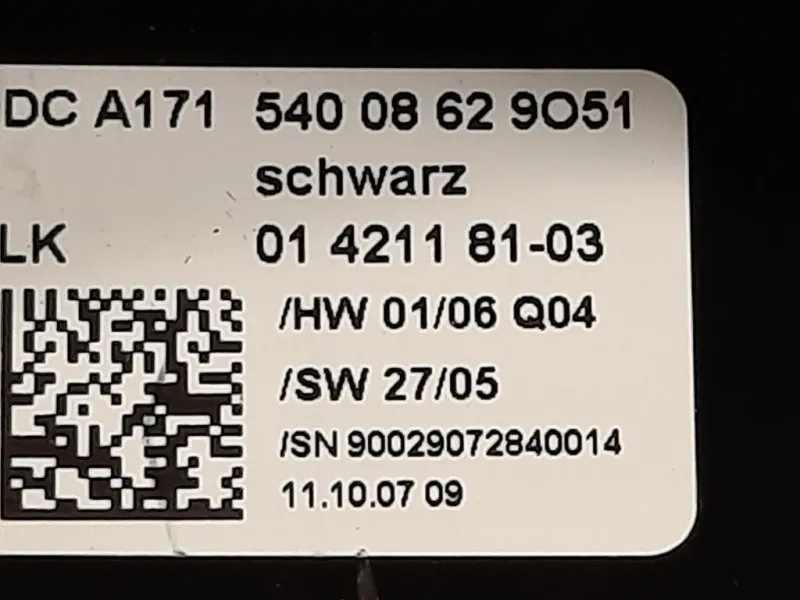 DC A171 540 08 62 9O51
schwarz
LK 01 4211 81-03
/HW 01/06 Q04
/SW 27/05
/SN 90029072840014
11.10.07 09